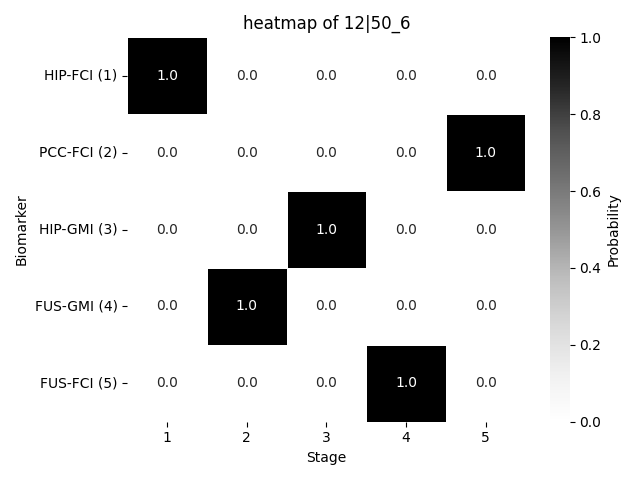 heatmap of 12|50_6
HIP-FCI (1) 1.0 0.0 0.0 0.0 0.0
PCC-FCI (2) 0.0 0.0 0.0 0.0 1.0
HIP-GMI (3) 0.0 0.0 1.0 0.0 0.0
FUS-GMI (4) 0.0 1.0 0.0 0.0 0.0
FUS-FCI (5) 0.0 0.0 0.0 1.0 0.0
1 2 3 4 5
Stage
Biomarker
1.0
0.8
0.6
0.4
0.2
0.0
Probability